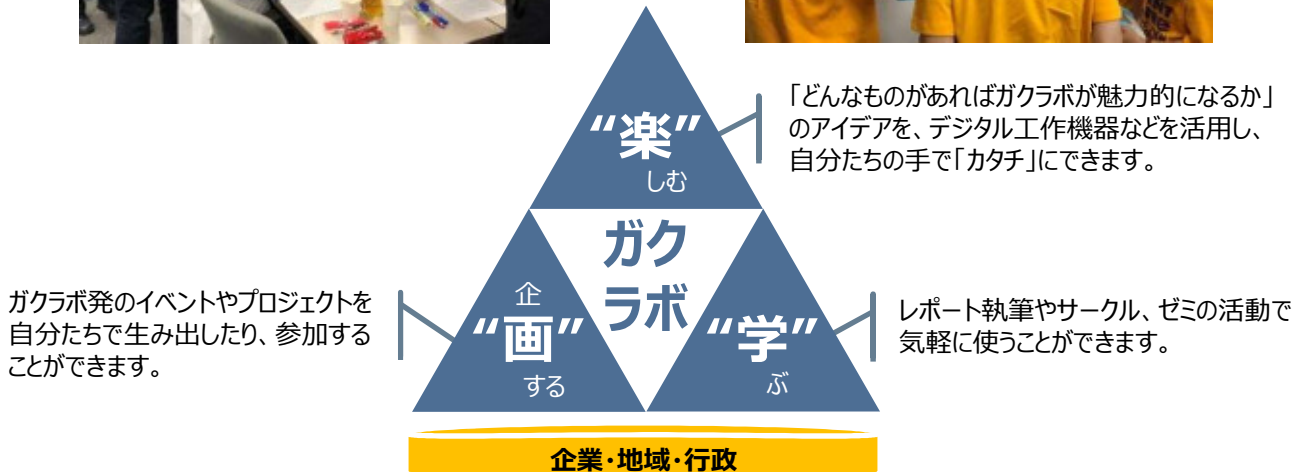 “楽”
しむ
「どんなものがあればガクラボが魅力的になるか」
のアイデアを、デジタル工作機器などを活用し、
自分たちの手で「カタチ」にできます。
ガク
ラボ
ガクラボ発のイベントやプロジェクトを
自分たちで生み出したり、参加する
ことができます。
企
“画”
する
“学”
ぶ
レポート執筆やサークル、ゼミの活動で
気軽に使うことができます。
企業・地域・行政